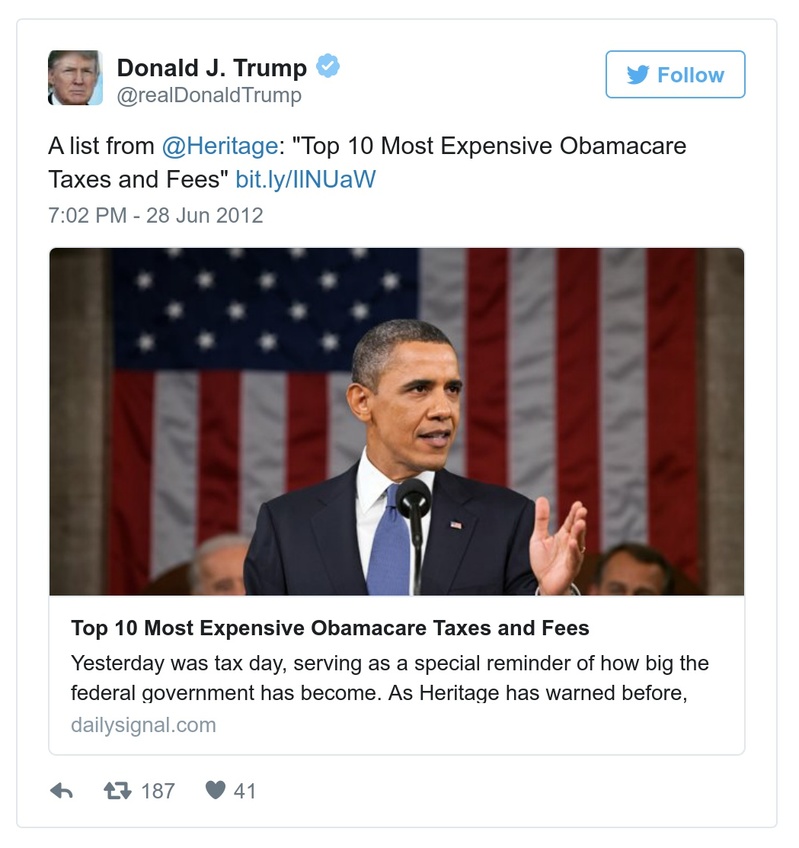 Donald J. Trump
@realDonaldTrump
Follow
A list from @Heritage: "Top 10 Most Expensive Obamacare
Taxes and Fees" bit.ly/IlNUaW
7:02 PM - 28 Jun 2012
Top 10 Most Expensive Obamacare Taxes and Fees
Yesterday was tax day, serving as a special reminder of how big the
federal government has become. As Heritage has warned before,
dailysignal.com
187
41